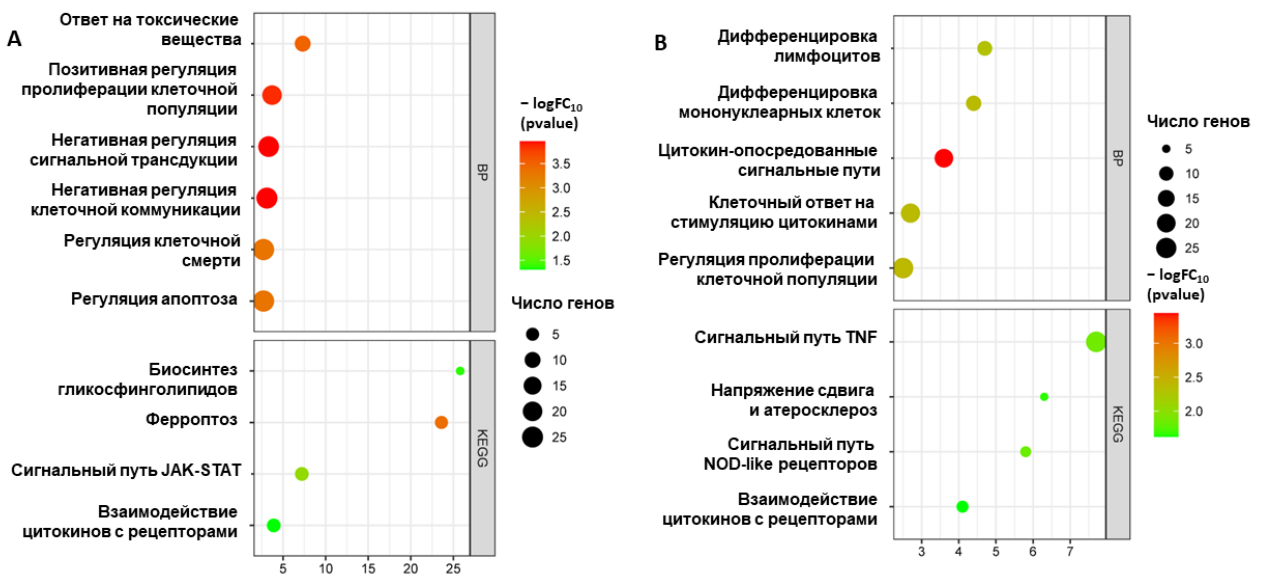 A
Ответ на токсические
вещества
Позитивная регуляция
пролиферации клеточной
популяции
Негативная регуляция
сигнальной трансдукции
Негативная регуляция
клеточной коммуникации
Регуляция клеточной
смерти
Регуляция апоптоза
BP
Биосинтез
гликосфинголипидов
Ферроптоз
Сигнальный путь JAK-STAT
Взаимодействие
цитокинов с рецепторами
KEGG
5 10 15 20 25
− logFC10
(pvalue)
3.5
3.0
2.5
2.0
1.5
Число генов
5
10
15
20
25
B
Дифференцировка
лимфоцитов
Дифференцировка
мононуклеарных клеток
Цитокин-опосредованные
сигнальные пути
Клеточный ответ на
стимуляцию цитокинами
Регуляция пролиферации
клеточной популяции
BP
Сигнальный путь TNF
Напряжение сдвига
и атеросклероз
Сигнальный путь
NOD-like рецепторов
Взаимодействие
цитокинов с рецепторами
KEGG
3 4 5 6 7
Число генов
5
10
15
20
25
− logFC10
(pvalue)
3.0
2.5
2.0